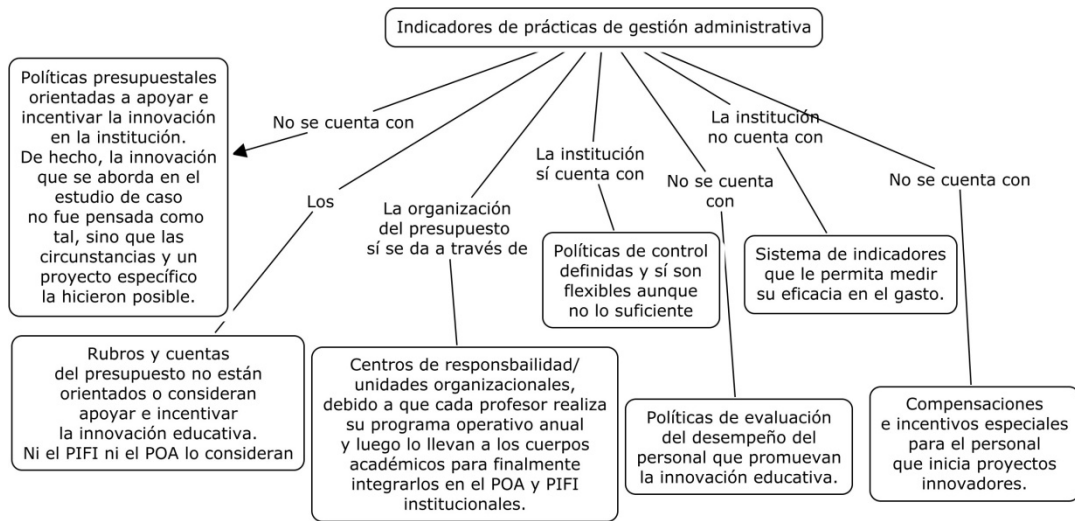 Indicadores de prácticas de gestión administrativa
Políticas presupuestales
orientadas a apoyar e
incentivar la innovación
en la institución.
De hecho, la innovación
que se aborda en el
estudio de caso
no fue pensada como
tal, sino que las
circunstancias y un
proyecto específico
la hicieron posible.
No se cuenta con
Los
La organización
del presupuesto
sí se da a través de
La institución
sí cuenta con
No se cuenta
con
La institución
no cuenta con
No se cuenta con
Políticas de control
definidas y sí son
flexibles aunque
no lo suficiente
Sistema de indicadores
que le permita medir
su eficacia en el gasto.
Rubros y cuentas
del presupuesto no están
orientados o consideran
apoyar e incentivar
la innovación educativa.
Ni el PIFI ni el POA lo consideran
Centros de responsbailidad/
unidades organizacionales,
debido a que cada profesor realiza
su programa operativo anual
y luego lo llevan a los cuerpos
académicos para finalmente
integrarlos en el POA y PIFI
institucionales.
Políticas de evaluación
del desempeño del
personal que promuevan
la innovación educativa.
Compensaciones
e incentivos especiales
para el personal
que inicia proyectos
innovadores.